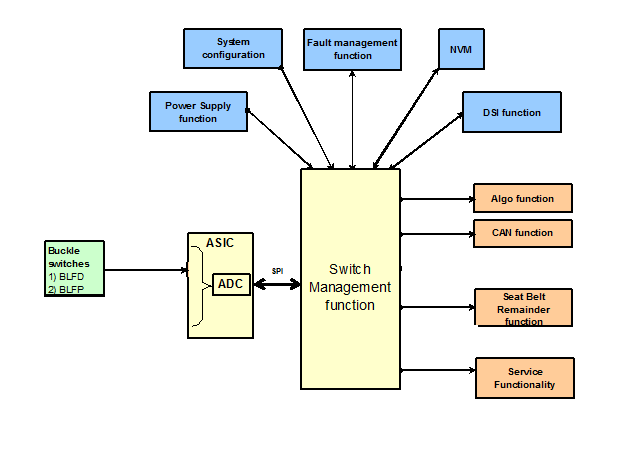 System
configuration
Fault management
function
NVM
Power Supply
function
DSI function
Algo function
CAN function
Buckle
switches
1) BLFD
2) BLFP
ASIC
ADC
SPI
Switch
Management
function
Seat Belt
Remainder
function
Service
Functionality